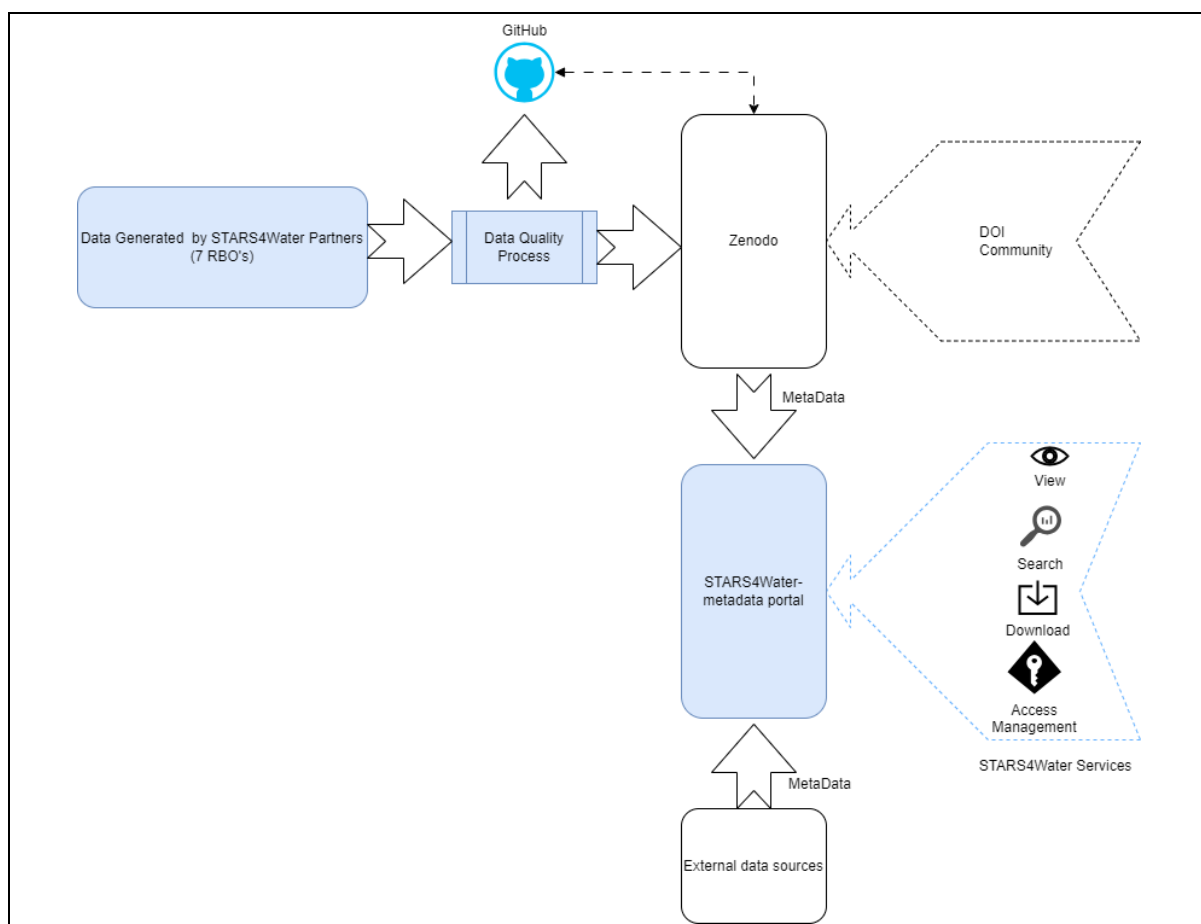 GitHub
Data Generated  by STARS4Water Partners
(7 RBO's)
Data Quality
Process
Zenodo
DOI
Community
MetaData
View
Search
STARS4Water-
metadata portal
Download
Access
Management
STARS4Water Services
MetaData
External data sources